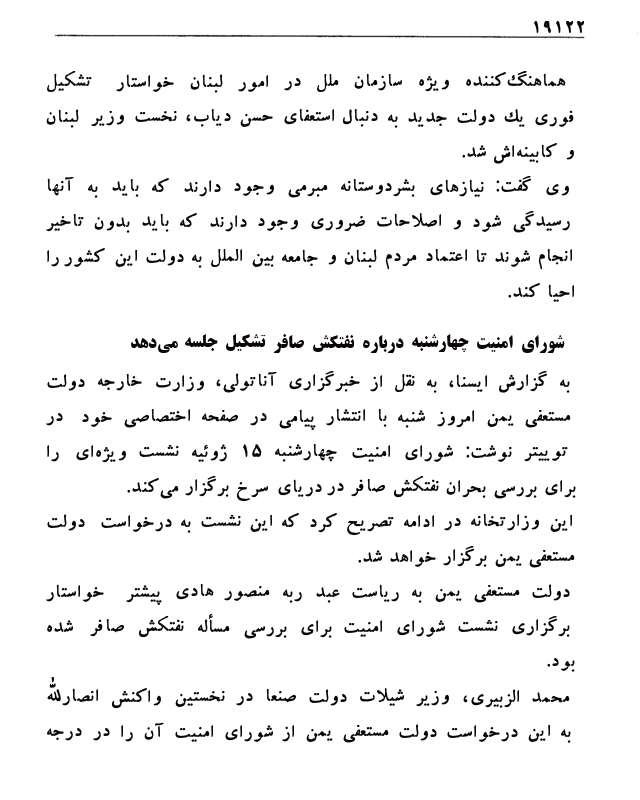 ۱۹۱۲۲
هماهنگ‌کننده ویژه سازمان ملل در امور لبنان خواستار تشکیل
فوری یك دولت جدید به دنبال استعفای حسن دیاب، نخست وزیر لبنان
و کابینه‌اش شد.
وی گفت: نیازهای بشردوستانه مبرمی وجود دارند که باید به آنها
رسیدگی شود و اصلاحات ضروری وجود دارند که باید بدون تاخیر
انجام شوند تا اعتماد مردم لبنان و جامعه بین الملل به دولت این کشور را
احیا کند.
شورای امنیت چهارشنبه درباره نفتکش صافر تشکیل جلسه می‌دهد
به گزارش ایسنا، به نقل از خبرگزاری آناتولی، وزارت خارجه دولت
مستعفی یمن امروز شنبه با انتشار پیامی در صفحه اختصاصی خود در
توییتر نوشت: شورای امنیت چهارشنبه ۱۵ ژوئیه نشست ویژه‌ای را
برای بررسی بحران نفتکش صافر در دریای سرخ برگزار می‌کند.
این وزارتخانه در ادامه تصریح کرد که این نشست به درخواست دولت
مستعفی یمن برگزار خواهد شد.
دولت مستعفی یمن به ریاست عبد ربه منصور هادی پیشتر خواستار
برگزاری نشست شورای امنیت برای بررسی مسأله نفتکش صافر شده
بود.
محمد الزبیری، وزیر شیلات دولت صنعا در نخستین واکنش انصارالله
به این درخواست دولت مستعفی یمن از شورای امنیت آن را در درجه